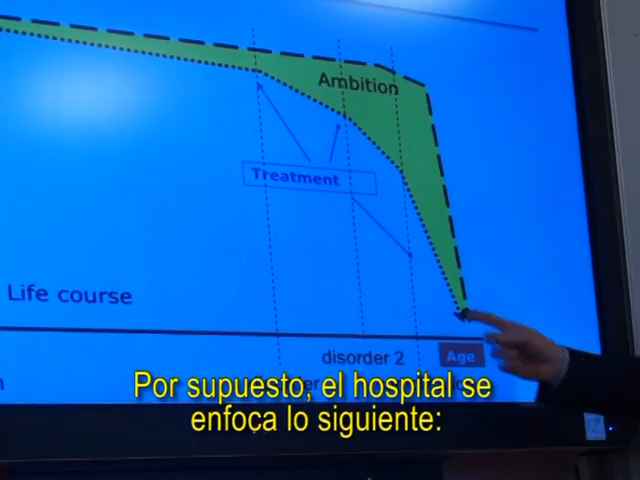 Ambition
Treatment
Life course
disorder 2
Age
Por supuesto, el hospital se
enfoca lo siguiente: